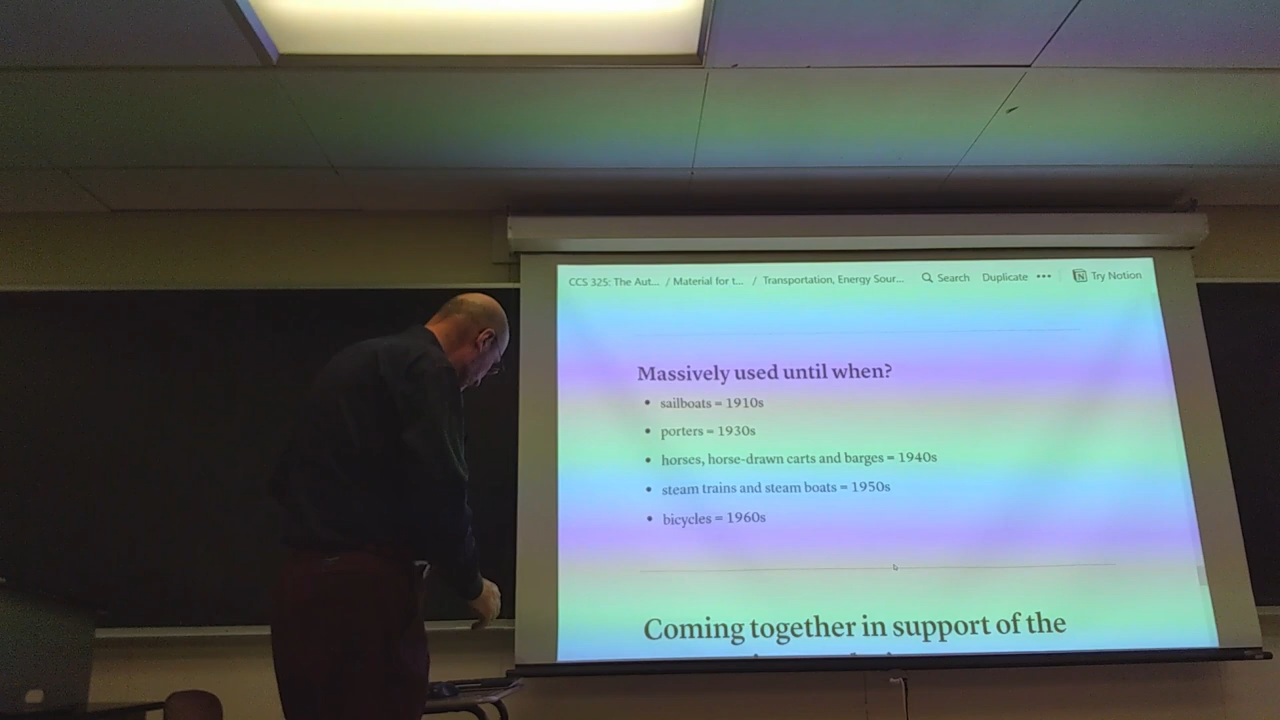 CCS 325: The Aut... / Material for t... / Transportation, Energy Sour... Search Duplicate ••• Try Notion
Massively used until when?
• sailboats = 1910s
• porters = 1930s
• horses, horse-drawn carts and barges = 1940s
• steam trains and steam boats = 1950s
• bicycles = 1960s
Coming together in support of the